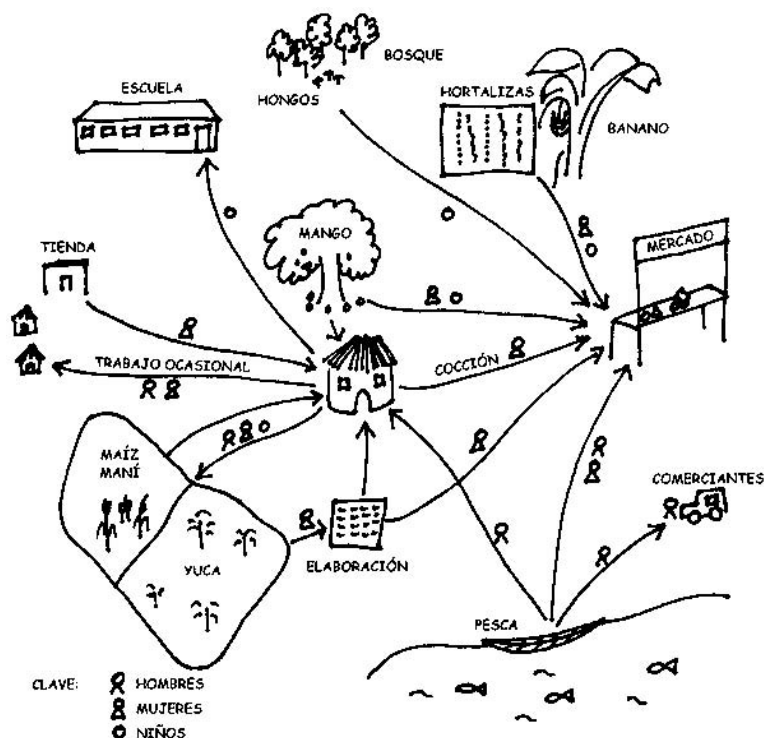 BOSQUE
ESCUELA
HONGOS
HORTALIZAS
BANANO
MANGO
TIENDA
MERCADO
TRABAJO OCASIONAL
COCCIÓN
MAÍZ
MANÍ
COMERCIANTES
YUCA
ELABORACIÓN
PESCA
CLAVE:
HOMBRES
MUJERES
NIÑOS